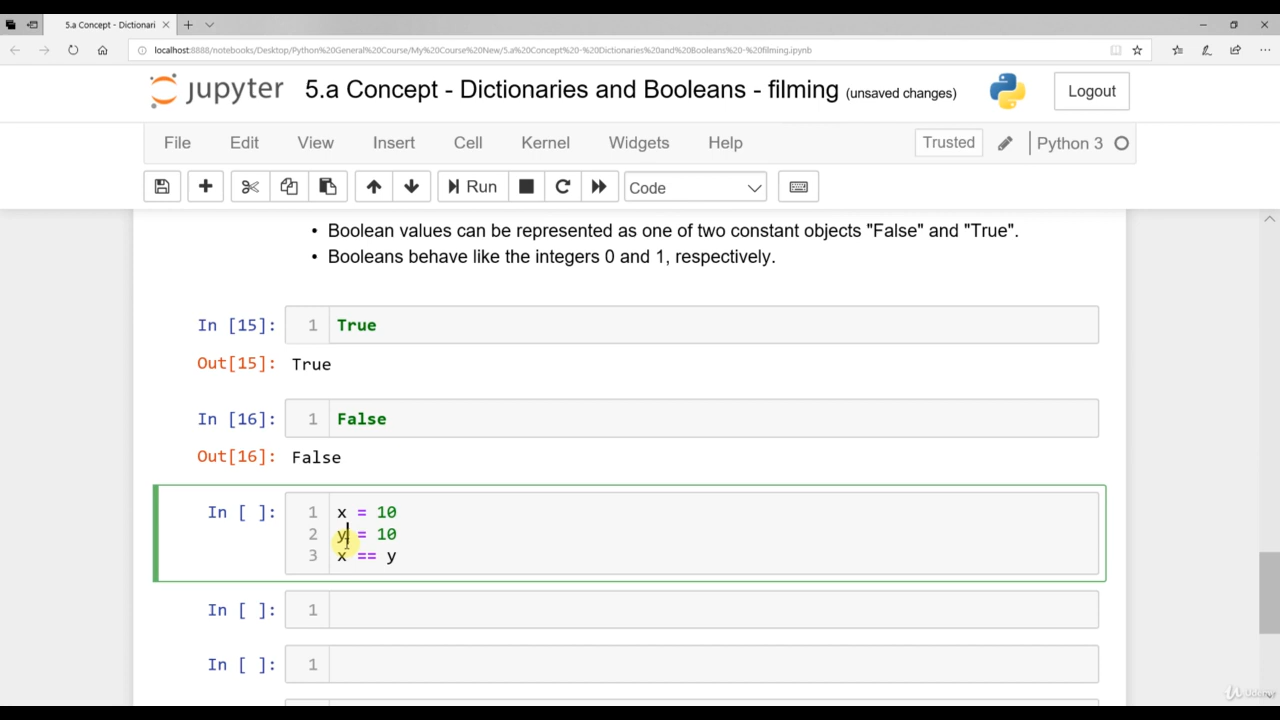 5.a Concept - Dictionari
localhost:8888/notebooks/Desktop/Python%20General%20Course/My%20Course%20New/5.a%20Concept%20-%20Dictionaries%20and%20Booleans%20-%20filming.ipynb
jupyter 5.a Concept - Dictionaries and Booleans - filming (unsaved changes) Logout
File Edit View Insert Cell Kernel Widgets Help Trusted Python 3
Run Code
• Boolean values can be represented as one of two constant objects "False" and "True".
• Booleans behave like the integers 0 and 1, respectively.
In [15]: 1 True
Out[15]: True
In [16]: 1 False
Out[16]: False
In [ ]: 1 x = 10
2 y = 10
3 x == y
In [ ]: 1
In [ ]: 1
Udemy